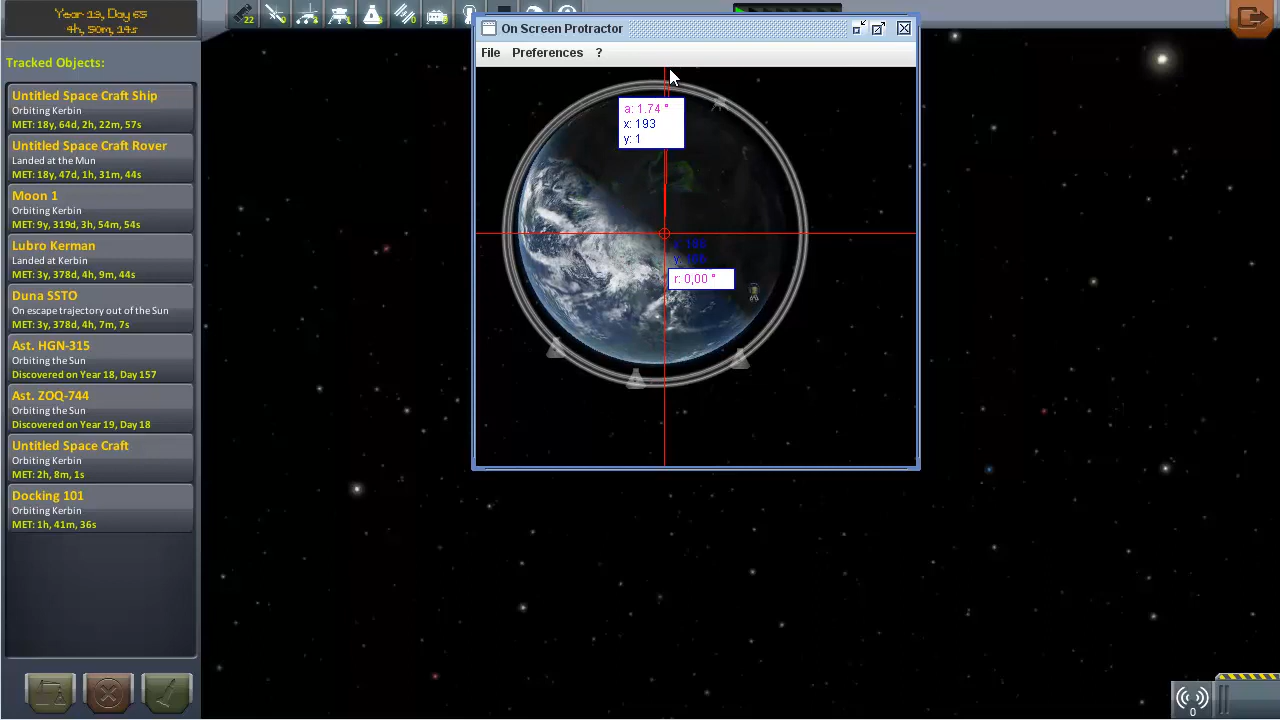 Year 19, Day 65
4h, 50m, 14s
22
On Screen Protractor
File Preferences ?
Tracked Objects:
Untitled Space Craft Ship
Orbiting Kerbin
MET: 18y, 64d, 2h, 22m, 57s
Untitled Space Craft Rover
Landed at the Mun
MET: 18y, 47d, 1h, 31m, 44s
Moon 1
Orbiting Kerbin
MET: 9y, 319d, 3h, 54m, 54s
Lubro Kerman
Landed at Kerbin
MET: 3y, 378d, 4h, 9m, 44s
Duna SSTO
On escape trajectory out of the Sun
MET: 3y, 378d, 4h, 7m, 7s
Ast. HGN-315
Orbiting the Sun
Discovered on Year 18, Day 157
Ast. ZOQ-744
Orbiting the Sun
Discovered on Year 19, Day 18
Untitled Space Craft
Orbiting Kerbin
MET: 2h, 8m, 1s
Docking 101
Orbiting Kerbin
MET: 1h, 41m, 36s
a: 1.74 °
x: 193
y: 1
r: 0,00 °
0